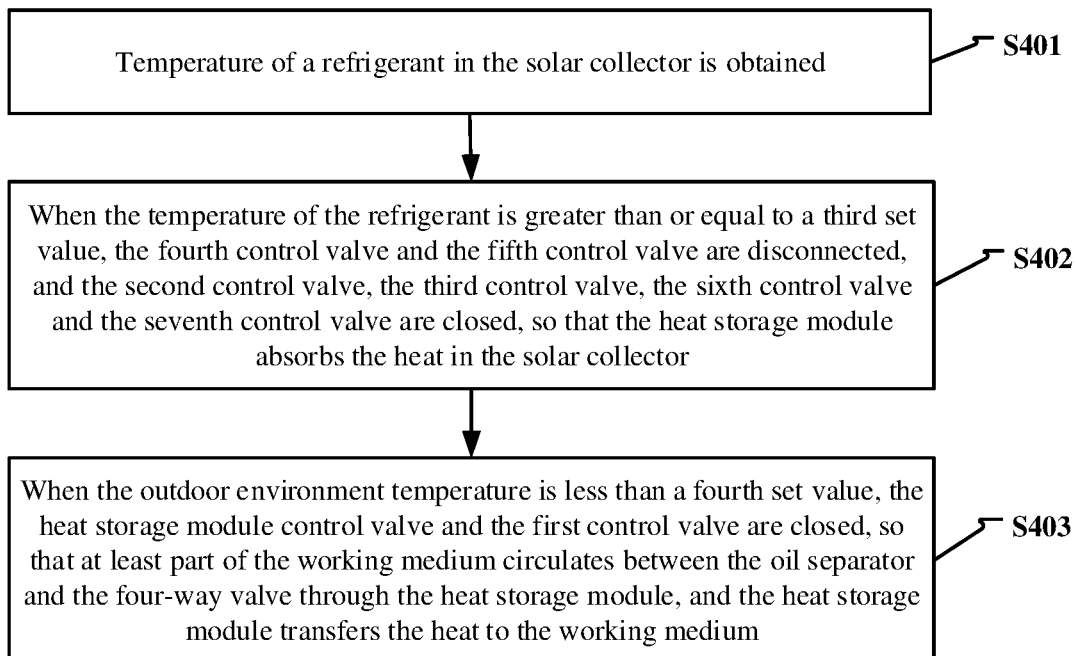 Temperature of a refrigerant in the solar collector is obtained
S401
When the temperature of the refrigerant is greater than or equal to a third set
value, the fourth control valve and the fifth control valve are disconnected,
and the second control valve, the third control valve, the sixth control valve
and the seventh control valve are closed, so that the heat storage module
absorbs the heat in the solar collector
S402
When the outdoor environment temperature is less than a fourth set value, the
heat storage module control valve and the first control valve are closed, so
that at least part of the working medium circulates between the oil separator
and the four-way valve through the heat storage module, and the heat storage
module transfers the heat to the working medium
S403